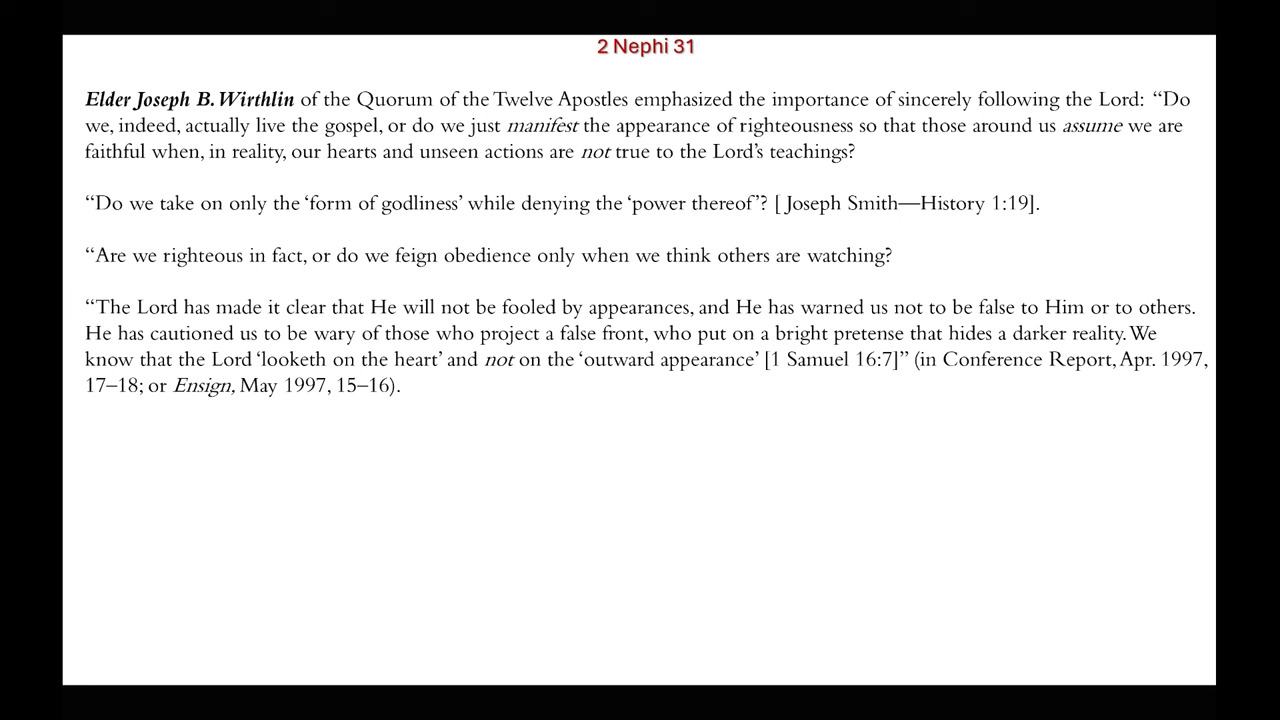 2 Nephi 31
Elder Joseph B. Wirthlin of the Quorum of the Twelve Apostles emphasized the importance of sincerely following the Lord: “Do
we, indeed, actually live the gospel, or do we just manifest the appearance of righteousness so that those around us assume we are
faithful when, in reality, our hearts and unseen actions are not true to the Lord’s teachings?
“Do we take on only the ‘form of godliness’ while denying the ‘power thereof’? [ Joseph Smith—History 1:19].
“Are we righteous in fact, or do we feign obedience only when we think others are watching?
“The Lord has made it clear that He will not be fooled by appearances, and He has warned us not to be false to Him or to others.
He has cautioned us to be wary of those who project a false front, who put on a bright pretense that hides a darker reality. We
know that the Lord ‘looketh on the heart’ and not on the ‘outward appearance’ [1 Samuel 16:7]” (in Conference Report, Apr. 1997,
17–18; or Ensign, May 1997, 15–16).